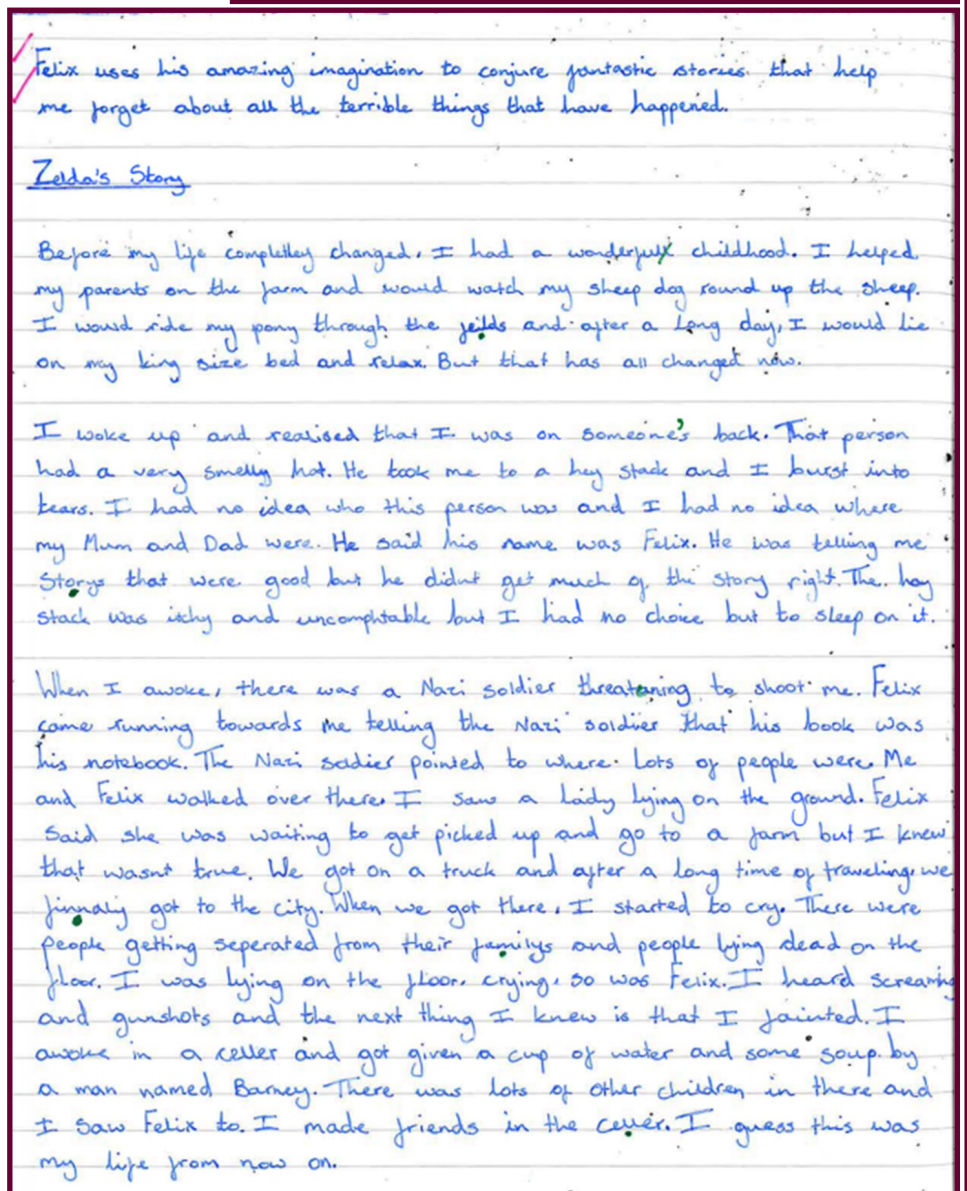 Felix uses his amazing imagination to conjure fantastic stories that help
me forget about all the terrible things that have happened.
Zelda's Story
Before my life completley changed, I had a wonderfull childhood. I helped
my parents on the farm and would watch my sheep dog round up the sheep.
I would ride my pony through the feilds and after a long day, I would lie
on my king size bed and relax. But that has all changed now.
I woke up and realised that I was on someone's back. That person
had a very smelly hat. He took me to a hey stack and I burst into
tears. I had no idea who this person was and I had no idea where
my Mum and Dad were. He said his name was Felix. He was telling me
storys that were good but he didnt get much of the story right. The hay
stack was itchy and uncomphtable but I had no choice but to sleep on it.
When I awoke, there was a Nazi soldier threataning to shoot me. Felix
came running towards me telling the Nazi soldier that his book was
his notebook. The Nazi soldier pointed to where lots of people were. Me
and Felix walked over there. I saw a lady lying on the ground. Felix
said she was waiting to get picked up and go to a farm but I knew
that wasnt true. We got on a truck and after a long time of traveling, we
finnaly got to the city. When we got there, I started to cry. There were
people getting seperated from their familys and people lying dead on the
floor. I was lying on the floor, crying, so was Felix. I heard screaming
and gunshots and the next thing I knew is that I fainted. I
awoke in a celler and got given a cup of water and some soup by
a man named Barney. There was lots of other children in there and
I saw Felix to. I made friends in the celler. I guess this was
my life from now on.